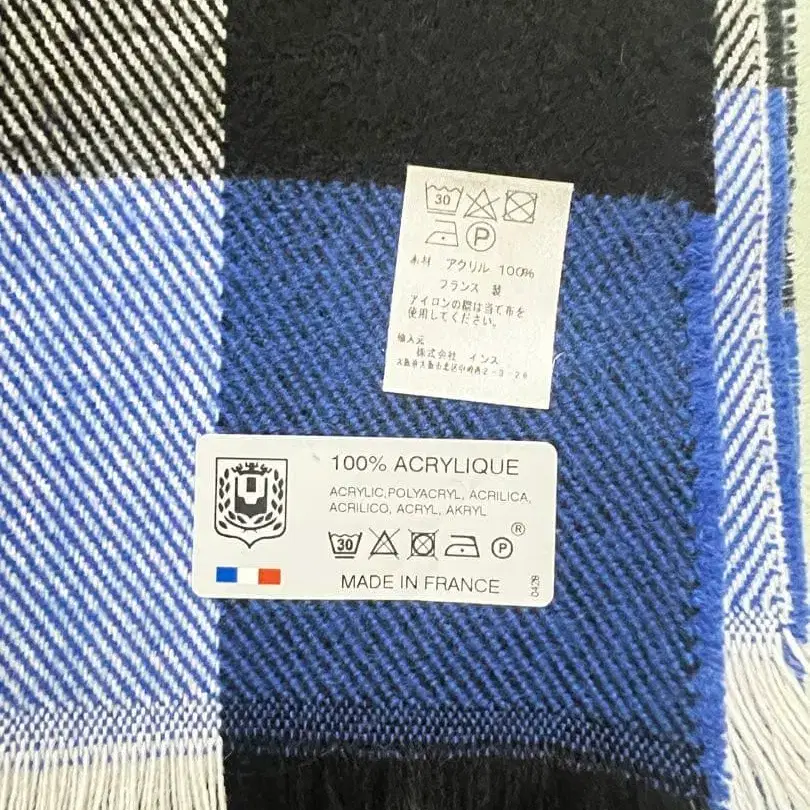 30
P
素材 アクリル 100%
フランス 製
アイロンの際は当て布を
使用してください。
輸入元
株式会社 インス
100% ACRYLIQUE
ACRYLIC,POLYACRYL, ACRILICA,
ACRILICO, ACRYL, AKRYL
30 P ®
MADE IN FRANCE
0428